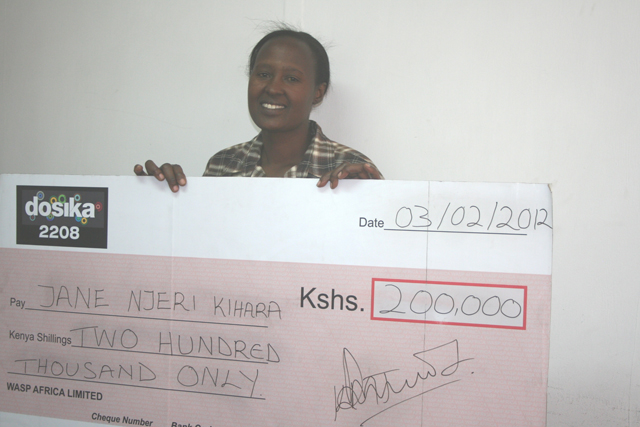 dosika
2208
Date 03/02/2012
Pay JANE NJERI KIHARA Kshs. 200,000
Kenya Shillings TWO HUNDRED
THOUSAND ONLY.
WASP AFRICA LIMITED
Cheque Number